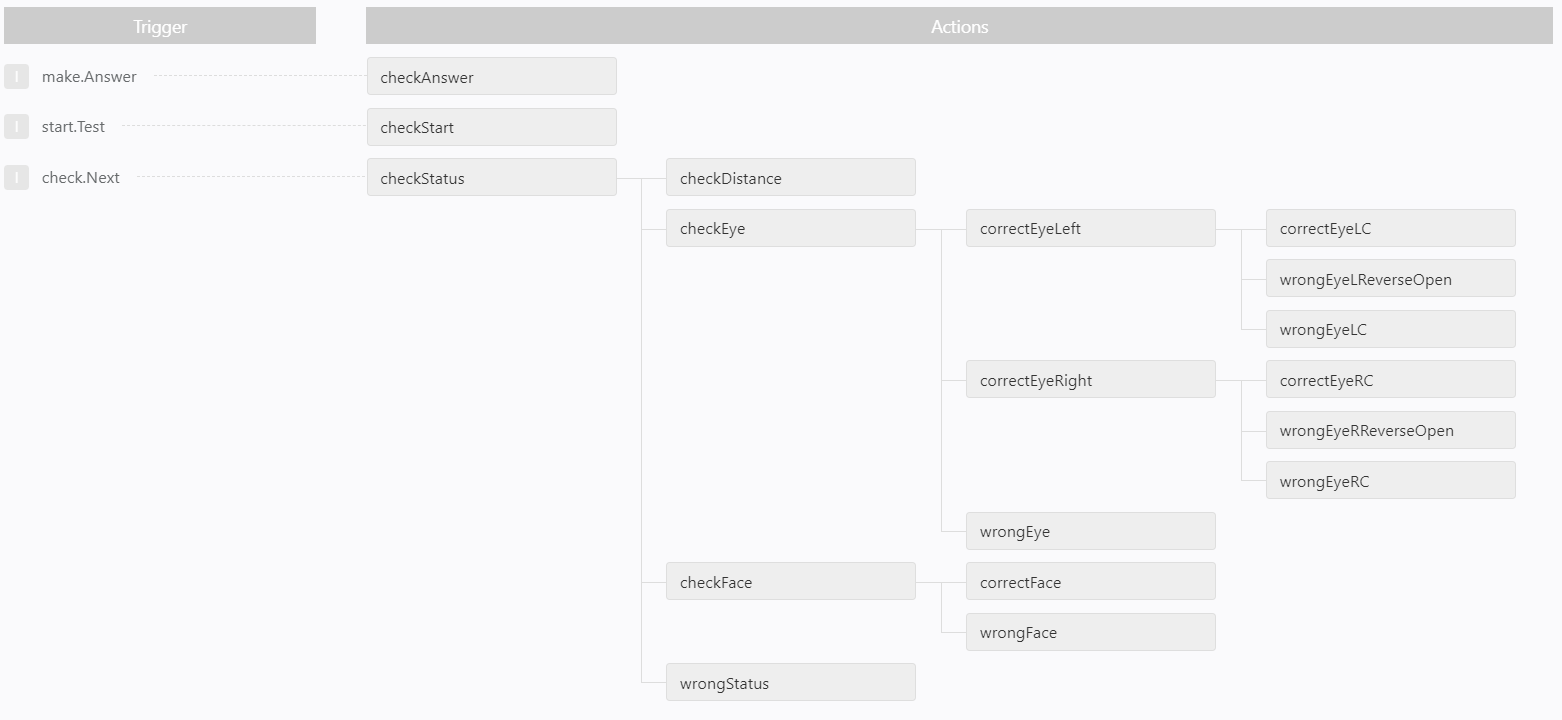 Trigger
Actions
I
make.Answer
checkAnswer
I
start.Test
checkStart
I
check.Next
checkStatus
checkDistance
checkEye
correctEyeLeft
correctEyeLC
wrongEyeLReverseOpen
wrongEyeLC
correctEyeRight
correctEyeRC
wrongEyeRReverseOpen
wrongEyeRC
wrongEye
checkFace
correctFace
wrongFace
wrongStatus